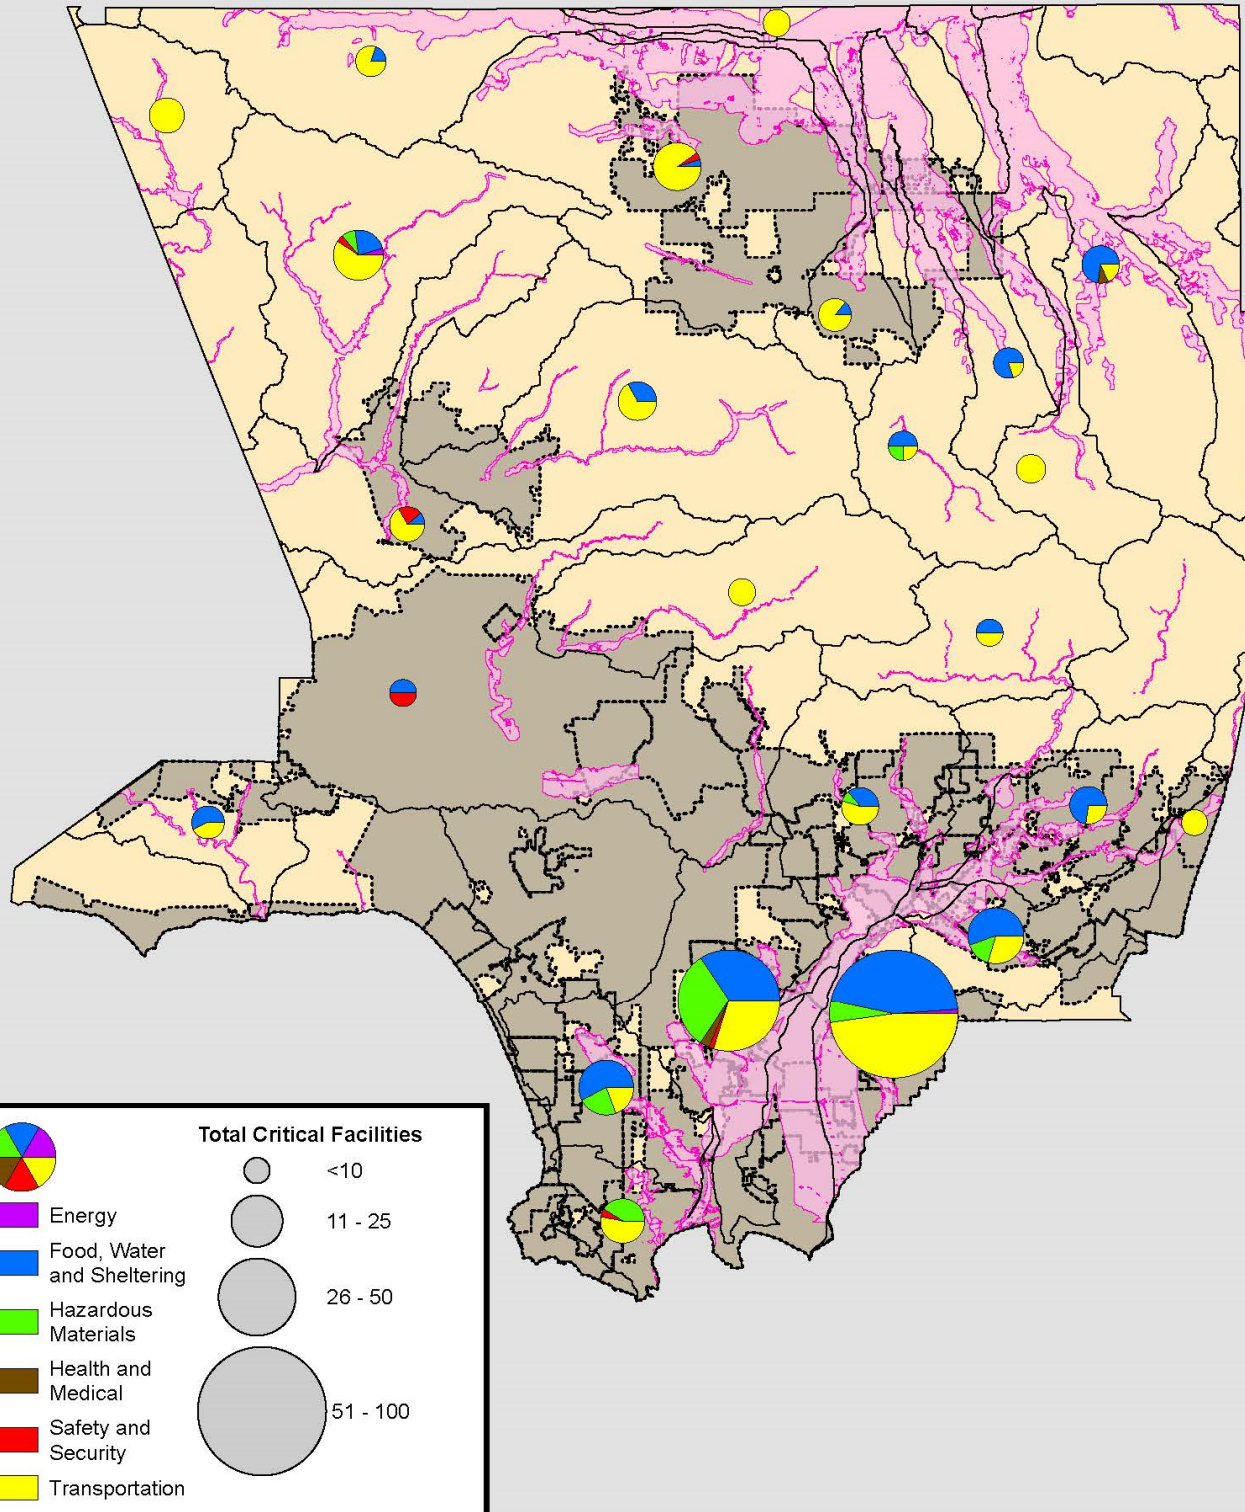 Total Critical Facilities
<10
11 - 25
26 - 50
51 - 100
Energy
Food, Water
and Sheltering
Hazardous
Materials
Health and
Medical
Safety and
Security
Transportation